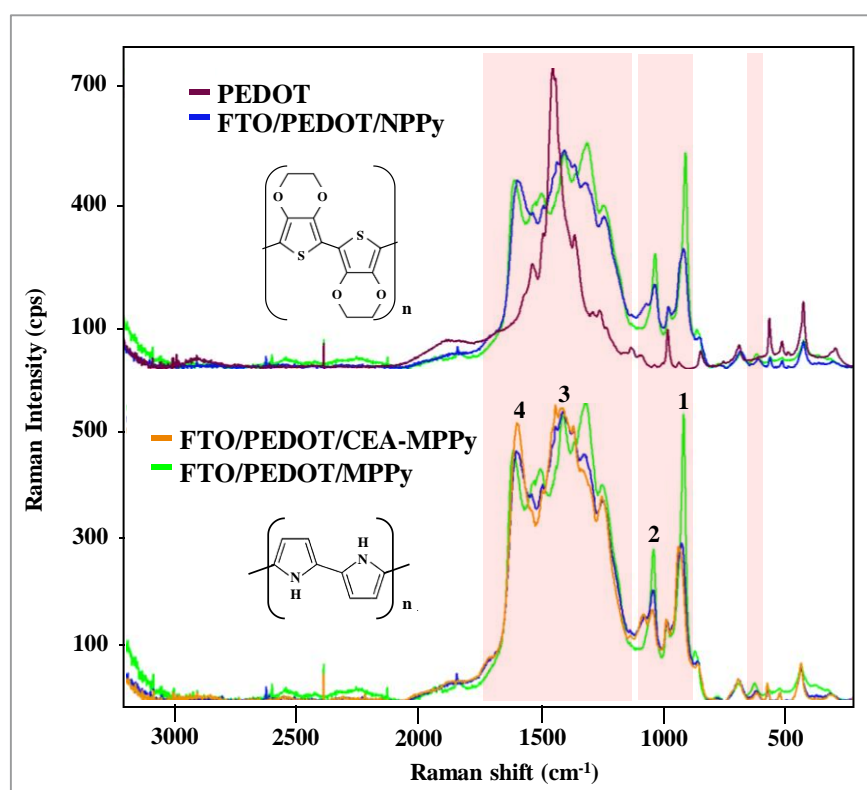 700
PEDOT
FTO/PEDOT/NPPy
400
O
O
S
S
O
O
n
100
Raman Intensity (cps)
500
4
3
1
FTO/PEDOT/CEA-MPPy
FTO/PEDOT/MPPy
300
2
H
N
N
H
n
100
3000 2500 2000 1500 1000 500
Raman shift (cm⁻¹)